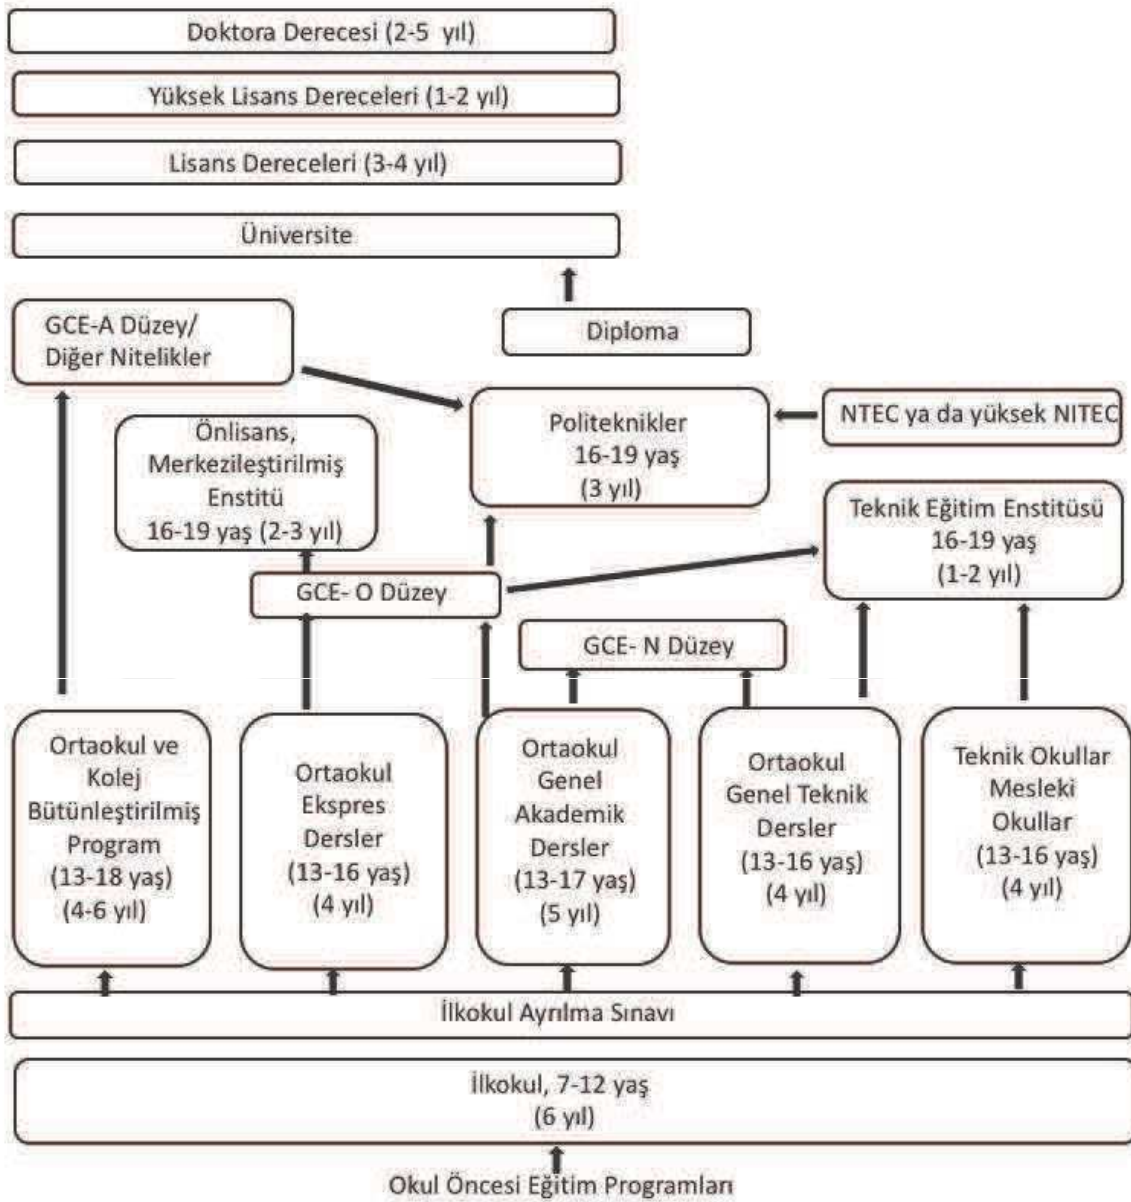 Doktora Derecesi (2-5 yıl)
Yüksek Lisans Dereceleri (1-2 yıl)
Lisans Dereceleri (3-4 yıl)
Üniversite
GCE-A Düzey/
Diğer Nitelikler
Diploma
Önlisans,
Merkezileştirilmiş
Enstitü
16-19 yaş (2-3 yıl)
Politeknikler
16-19 yaş
(3 yıl)
NTEC ya da yüksek NITEC
Teknik Eğitim Enstitüsü
16-19 yaş
(1-2 yıl)
GCE- O Düzey
GCE- N Düzey
Ortaokul ve
Kolej
Bütünleştirilmiş
Program
(13-18 yaş)
(4-6 yıl)
Ortaokul
Ekspres
Dersler
(13-16 yaş)
(4 yıl)
Ortaokul
Genel
Akademik
Dersler
(13-17 yaş)
(5 yıl)
Ortaokul
Genel Teknik
Dersler
(13-16 yaş)
(4 yıl)
Teknik Okullar
Mesleki
Okullar
(13-16 yaş)
(4 yıl)
İlkokul Ayrılma Sınavı
İlkokul, 7-12 yaş
(6 yıl)
Okul Öncesi Eğitim Programları